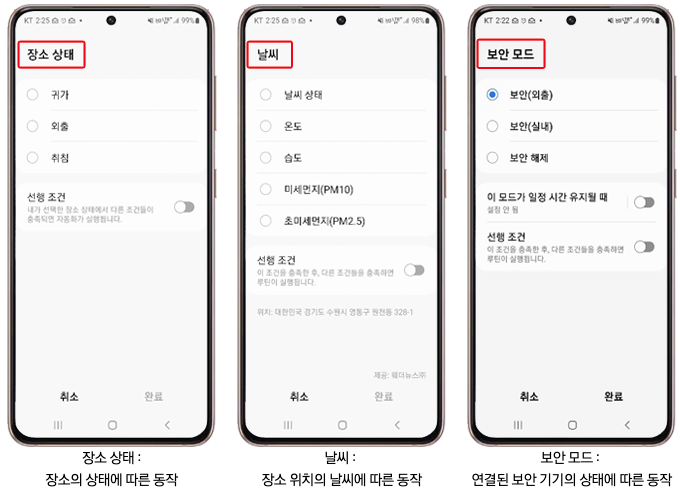 KT 2:25 99%
장소 상태
귀가
외출
취침
선행 조건
내가 선택한 장소 상태에서 다른 조건들이
충족되면 자동화가 실행됩니다.
취소 완료
장소 상태 :
장소의 상태에 따른 동작
KT 2:25 98%
날씨
날씨 상태
온도
습도
미세먼지(PM10)
초미세먼지(PM2.5)
선행 조건
이 조건을 충족한 후, 다른 조건들을 충족하면
루틴이 실행됩니다.
위치: 대한민국 경기도 수원시 영통구 원천동 328-1
제공: 웨더뉴스㈜
취소 완료
날씨 :
장소 위치의 날씨에 따른 동작
KT 2:22 99%
보안 모드
보안(외출)
보안(실내)
보안 해제
이 모드가 일정 시간 유지될 때
설정 안 됨
선행 조건
이 조건을 충족한 후, 다른 조건들을 충족하면
루틴이 실행됩니다.
취소 완료
보안 모드 :
연결된 보안 기기의 상태에 따른 동작